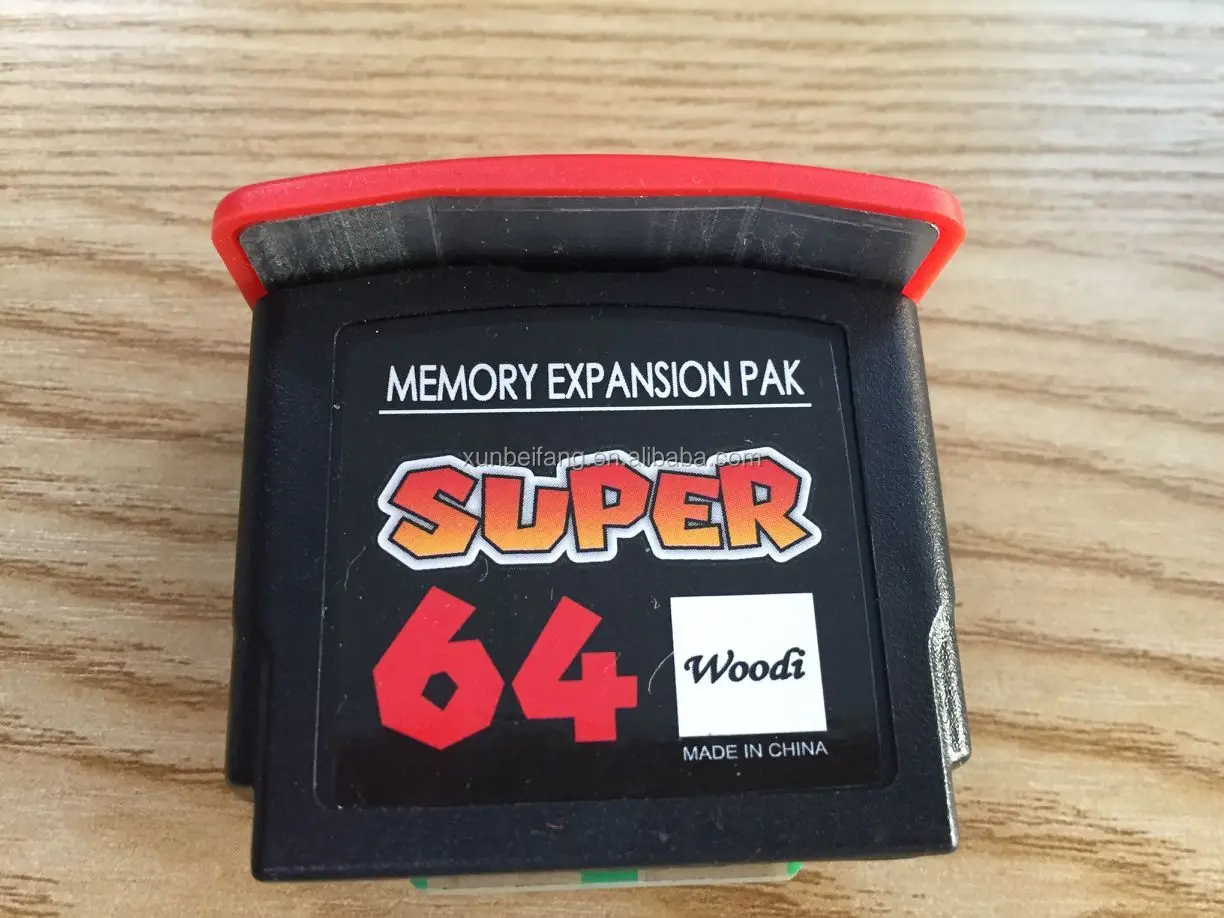 MEMORY EXPANSION PAK
xunbeifang.en.alibaba.com
SUPER
64
Woodi
MADE IN CHINA